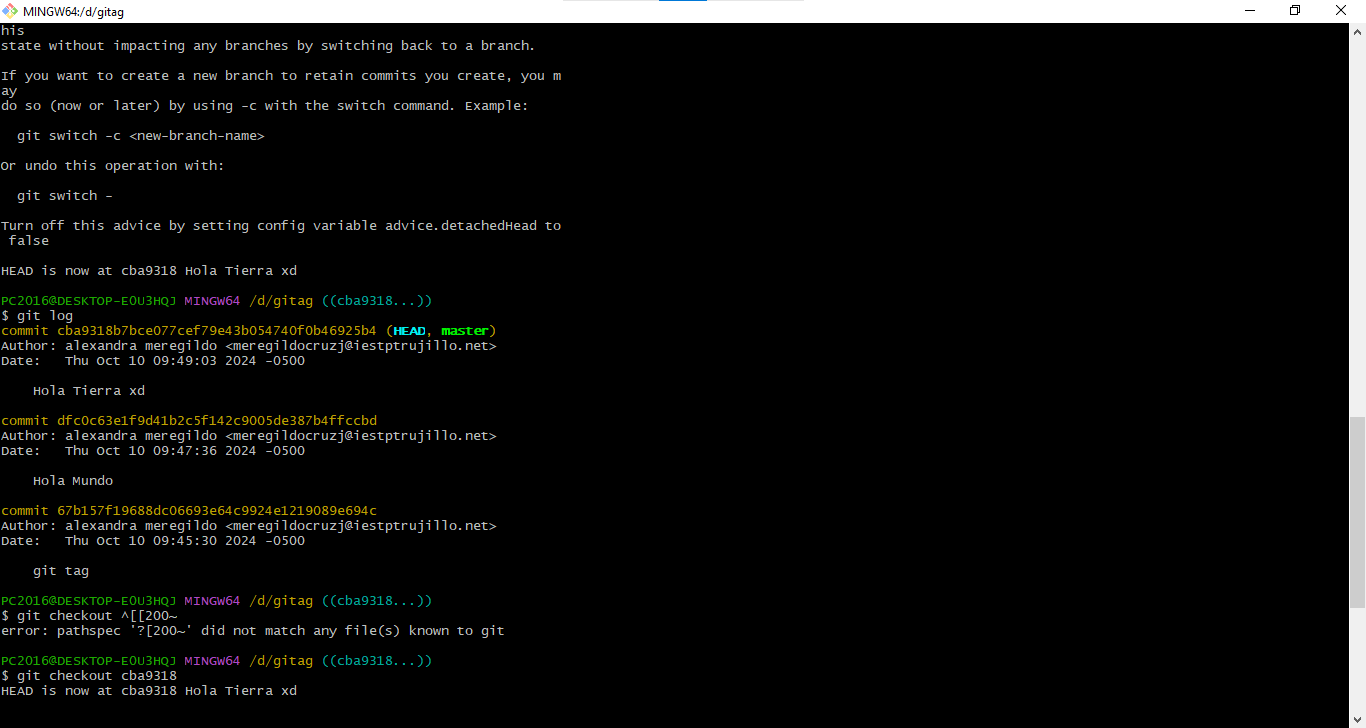 MINGW64:/d/gitag
his
state without impacting any branches by switching back to a branch.
If you want to create a new branch to retain commits you create, you m
ay
do so (now or later) by using -c with the switch command. Example:
  git switch -c <new-branch-name>
Or undo this operation with:
  git switch -
Turn off this advice by setting config variable advice.detachedHead to
 false
HEAD is now at cba9318 Hola Tierra xd
PC2016@DESKTOP-E0U3HQJ MINGW64 /d/gitag ((cba9318...))
$ git log
commit cba9318b7bce077cef79e43b054740f0b46925b4 (HEAD, master)
Author: alexandra meregildo <meregildocruzj@iestptrujillo.net>
Date:   Thu Oct 10 09:49:03 2024 -0500
    Hola Tierra xd
commit dfc0c63e1f9d41b2c5f142c9005de387b4ffccbd
Author: alexandra meregildo <meregildocruzj@iestptrujillo.net>
Date:   Thu Oct 10 09:47:36 2024 -0500
    Hola Mundo
commit 67b157f19688dc06693e64c9924e1219089e694c
Author: alexandra meregildo <meregildocruzj@iestptrujillo.net>
Date:   Thu Oct 10 09:45:30 2024 -0500
    git tag
PC2016@DESKTOP-E0U3HQJ MINGW64 /d/gitag ((cba9318...))
$ git checkout ^[[200~
error: pathspec '?[200~' did not match any file(s) known to git
PC2016@DESKTOP-E0U3HQJ MINGW64 /d/gitag ((cba9318...))
$ git checkout cba9318
HEAD is now at cba9318 Hola Tierra xd